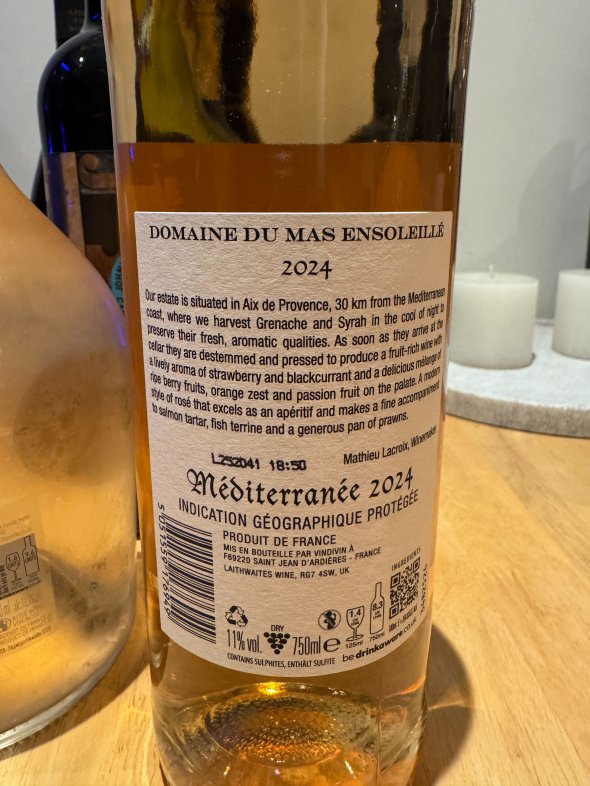 DOMAINE DU MAS ENSOLEILLÉ
2024
Our estate is situated in Aix de Provence, 30 km from the Mediterranean
coast, where we harvest Grenache and Syrah in the cool of night to
preserve their fresh, aromatic qualities. As soon as they arrive at the
cellar they are destemmed and pressed to produce a fruit-rich wine with
a lively aroma of strawberry and blackcurrant and a delicious mélange of
ripe berry fruits, orange zest and passion fruit on the palate. A modern
style of rosé that excels as an apéritif and makes a fine accompaniment
to salmon tartar, fish terrine and a generous pan of prawns.
Mathieu Lacroix, Winemaker
L252041 18:50
Méditerranée 2024
INDICATION GÉOGRAPHIQUE PROTÉGÉE
PRODUIT DE FRANCE
MIS EN BOUTEILLE PAR VINDIVIN À
F69220 SAINT JEAN D'ARDIÈRES - FRANCE
LAITHWAITES WINE, RG7 4SW, UK
INGREDIENTS
11% vol.
DRY
750ml e
1.4
125ml
8.3
750ml
CONTAINS SULPHITES, ENTHÄLT SULFITE
bedrinkaware.co.uk